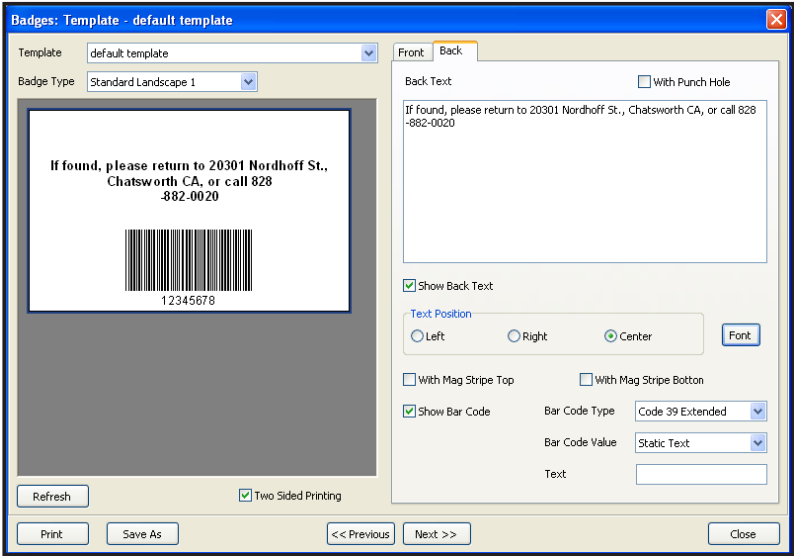 Badges: Template - default template
Template
default template
Badge Type
Standard Landscape 1
If found, please return to 20301 Nordhoff St.,
Chatsworth CA, or call 828
-882-0020
12345678
Refresh
Two Sided Printing
Front
Back
Back Text
With Punch Hole
If found, please return to 20301 Nordhoff St., Chatsworth CA, or call 828
-882-0020
Show Back Text
Text Position
Left
Right
Center
Font
With Mag Stripe Top
With Mag Stripe Botton
Show Bar Code
Bar Code Type
Code 39 Extended
Bar Code Value
Static Text
Text
Print
Save As
<< Previous
Next >>
Close